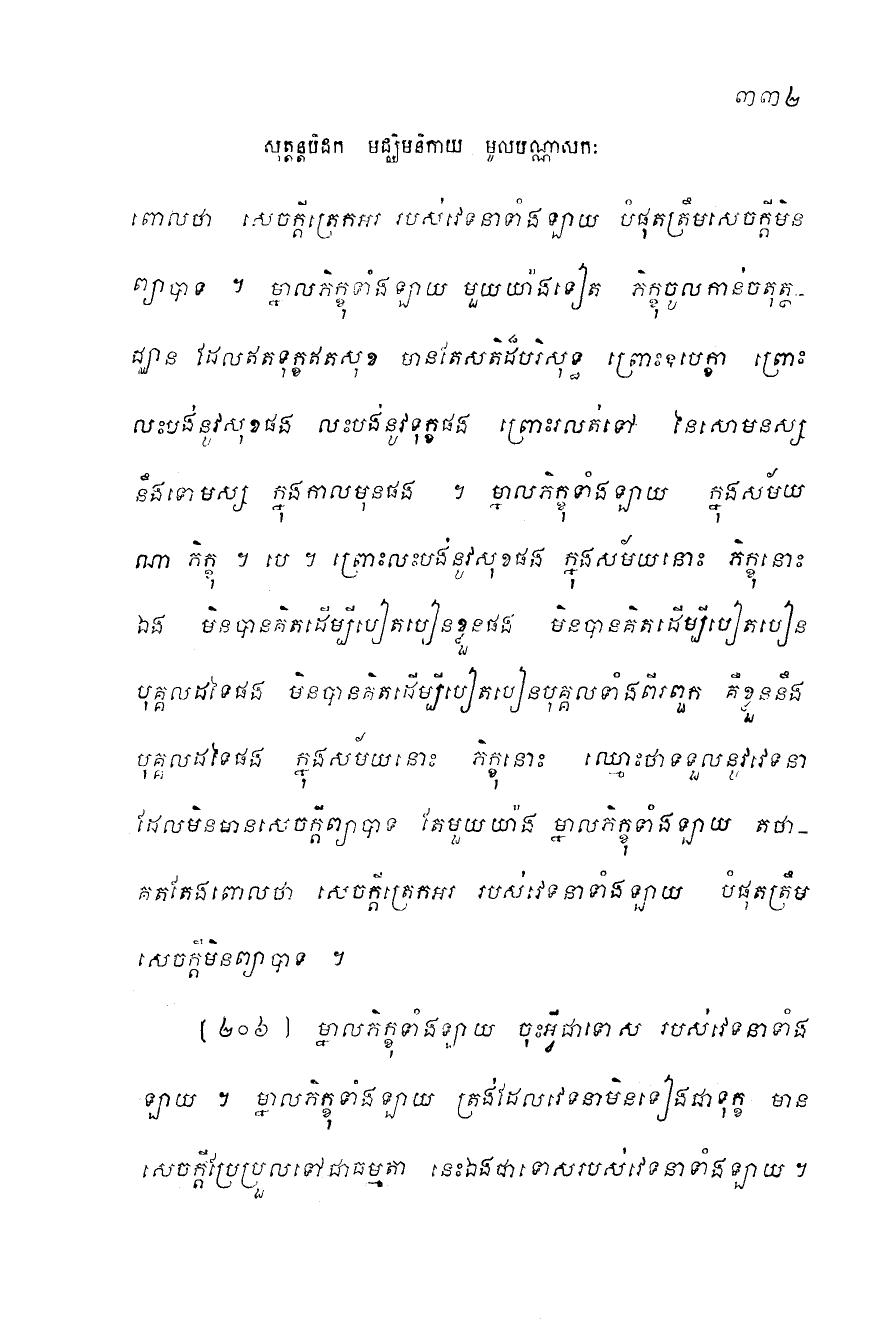 ៣៣២
សុត្តន្តបិដក មជ្ឈិមនិកាយ មូលបណ្ណាសកៈ
ពោលថា សេចក្តីត្រេកអរ របស់វេទនាទាំងឡាយ បំផុតត្រឹមសេចក្តីមិន
ព្យាបាទ ។ ម្នាលភិក្ខុទាំងឡាយ មួយយ៉ាងទៀត ភិក្ខុចូលកាន់ចតុត្ថ-
ជ្ឈាន ដែលឥតទុក្ខឥតសុខ មានតែសតិដ៏បរិសុទ្ធ ព្រោះឧបេក្ខា ព្រោះ
លះបង់នូវសុខផង លះបង់នូវទុក្ខផង ព្រោះរលត់ទៅ នៃសោមនស្ស
នឹងទោមស្ស ក្នុងកាលមុនផង ។ ម្នាលភិក្ខុទាំងឡាយ ក្នុងសម័យ
ណា ភិក្ខុ ។ បេ ។ ព្រោះលះបង់នូវសុខផង ក្នុងសម័យនោះ ភិក្ខុនោះ
ឯង មិនបានគិតដើម្បីបៀតបៀនខ្លួនផង មិនបានគិតដើម្បីបៀតបៀន
បុគ្គលដទៃផង មិនបានគិតដើម្បីបៀតបៀនបុគ្គលទាំងពីរពួក គឺខ្លួននឹង
បុគ្គលដទៃផង ក្នុងសម័យនោះ ភិក្ខុនោះ ឈ្មោះថាទទួលនូវវេទនា
ដែលមិនមានសេចក្តីព្យាបាទ តែមួយយ៉ាង ម្នាលភិក្ខុទាំងឡាយ តថា-
គតតែងពោលថា សេចក្តីត្រេកអរ របស់វេទនាទាំងឡាយ បំផុតត្រឹម
សេចក្តីមិនព្យាបាទ ។
[ ២០៦ ] ម្នាលភិក្ខុទាំងឡាយ ចុះអ្វីជាទោស របស់វេទនាទាំង
ឡាយ ។ ម្នាលភិក្ខុទាំងឡាយ ត្រង់ដែលវេទនាមិនទៀងជាទុក្ខ មាន
សេចក្តីប្រែប្រួលទៅជាធម្មតា នេះឯងជាទោសរបស់វេទនាទាំងឡាយ ។